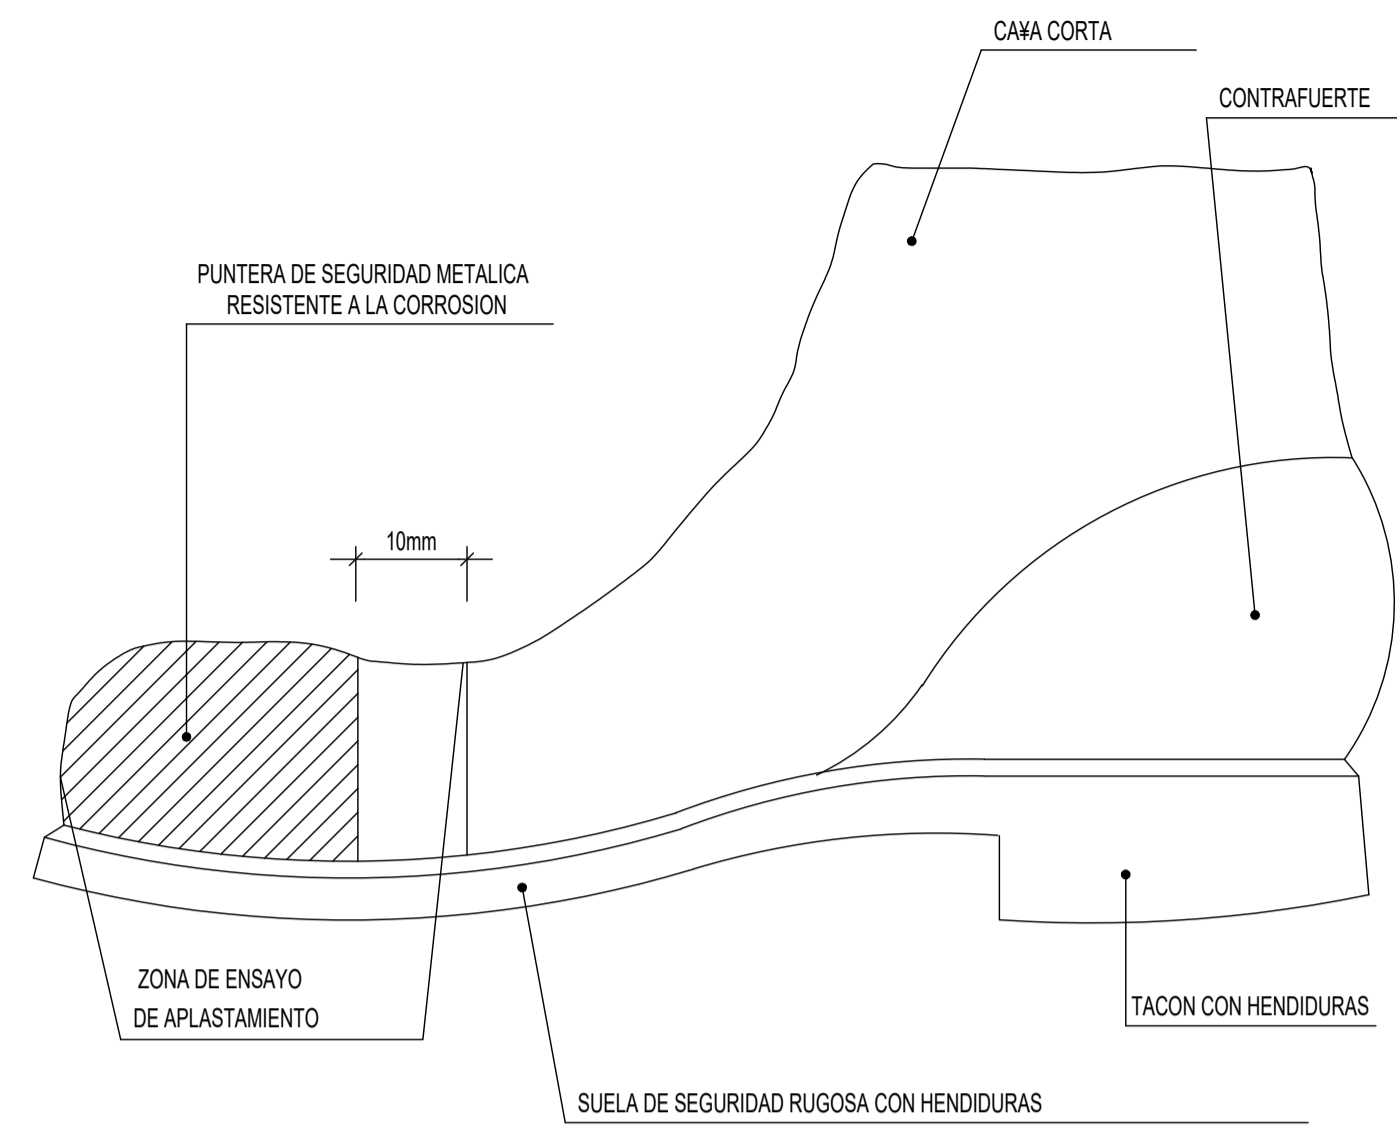 CA¥A CORTA
CONTRAFUERTE
PUNTERA DE SEGURIDAD METALICA
RESISTENTE A LA CORROSION
10mm
ZONA DE ENSAYO
DE APLASTAMIENTO
TACON CON HENDIDURAS
SUELA DE SEGURIDAD RUGOSA CON HENDIDURAS